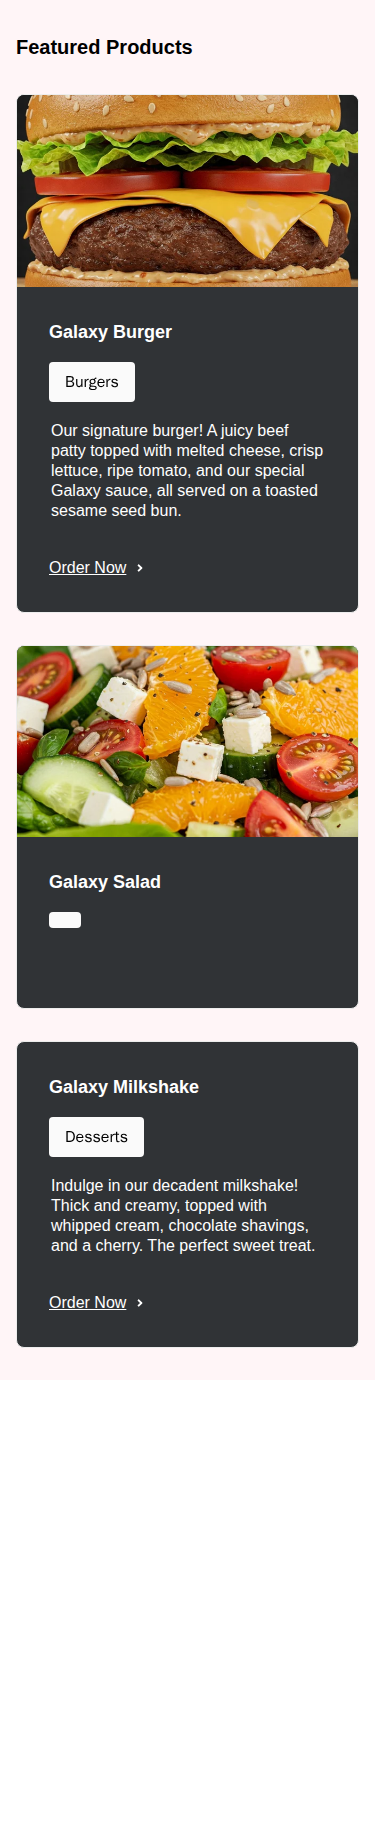 Featured Products
Galaxy Burger
Burgers
Our signature burger! A juicy beef
patty topped with melted cheese, crisp
lettuce, ripe tomato, and our special
Galaxy sauce, all served on a toasted
sesame seed bun.
Order Now
Galaxy Salad
Galaxy Milkshake
Desserts
Indulge in our decadent milkshake!
Thick and creamy, topped with
whipped cream, chocolate shavings,
and a cherry. The perfect sweet treat.
Order Now